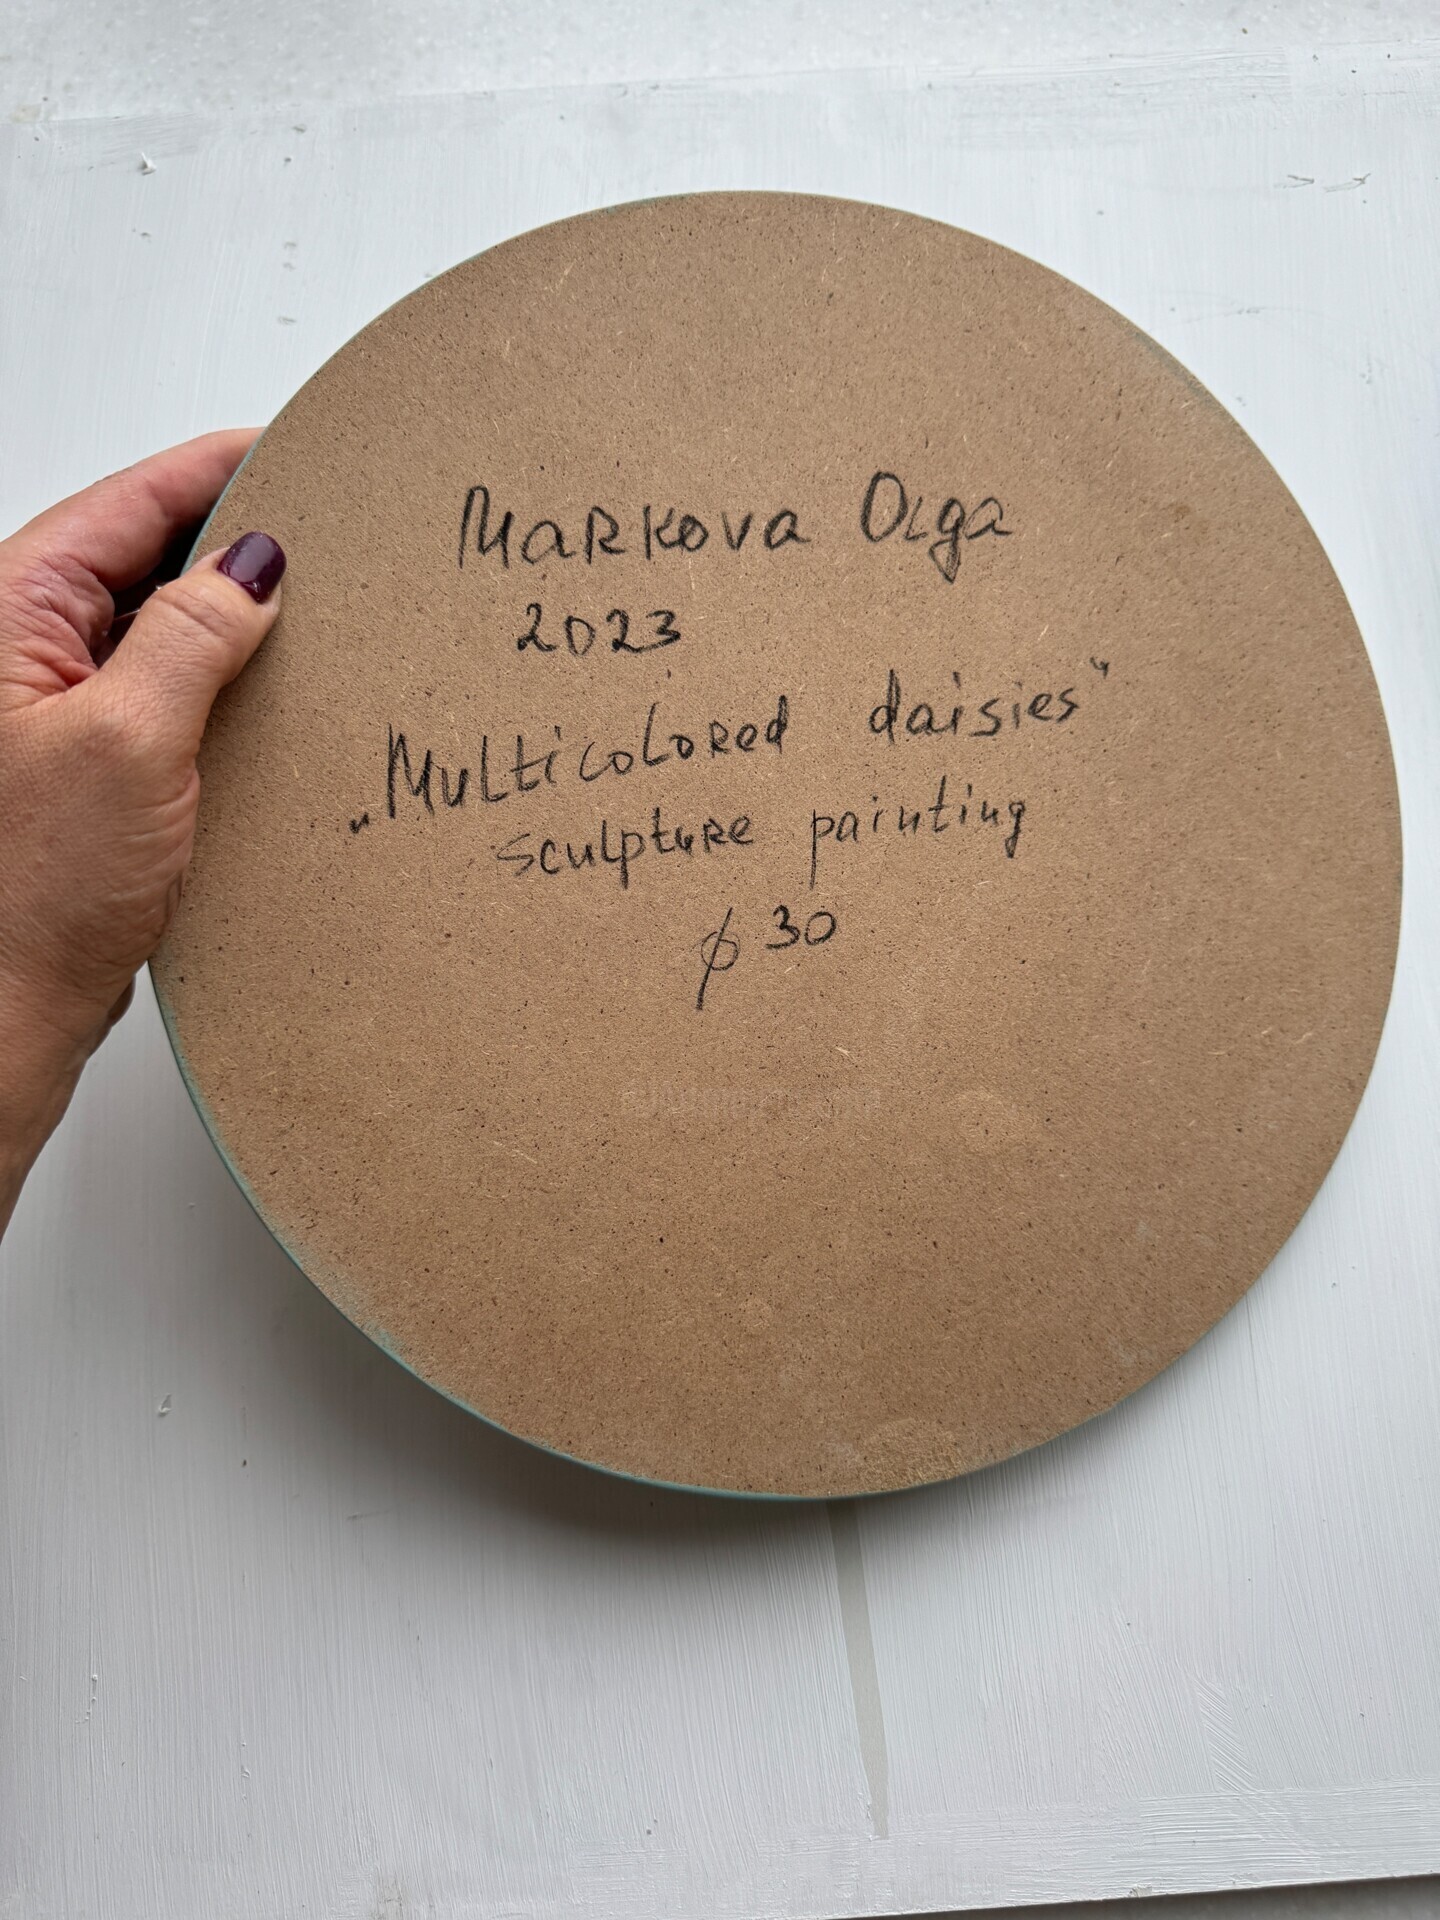 Markova Olga
2023
„Multicolored daisies“
sculpture painting
ϕ 30